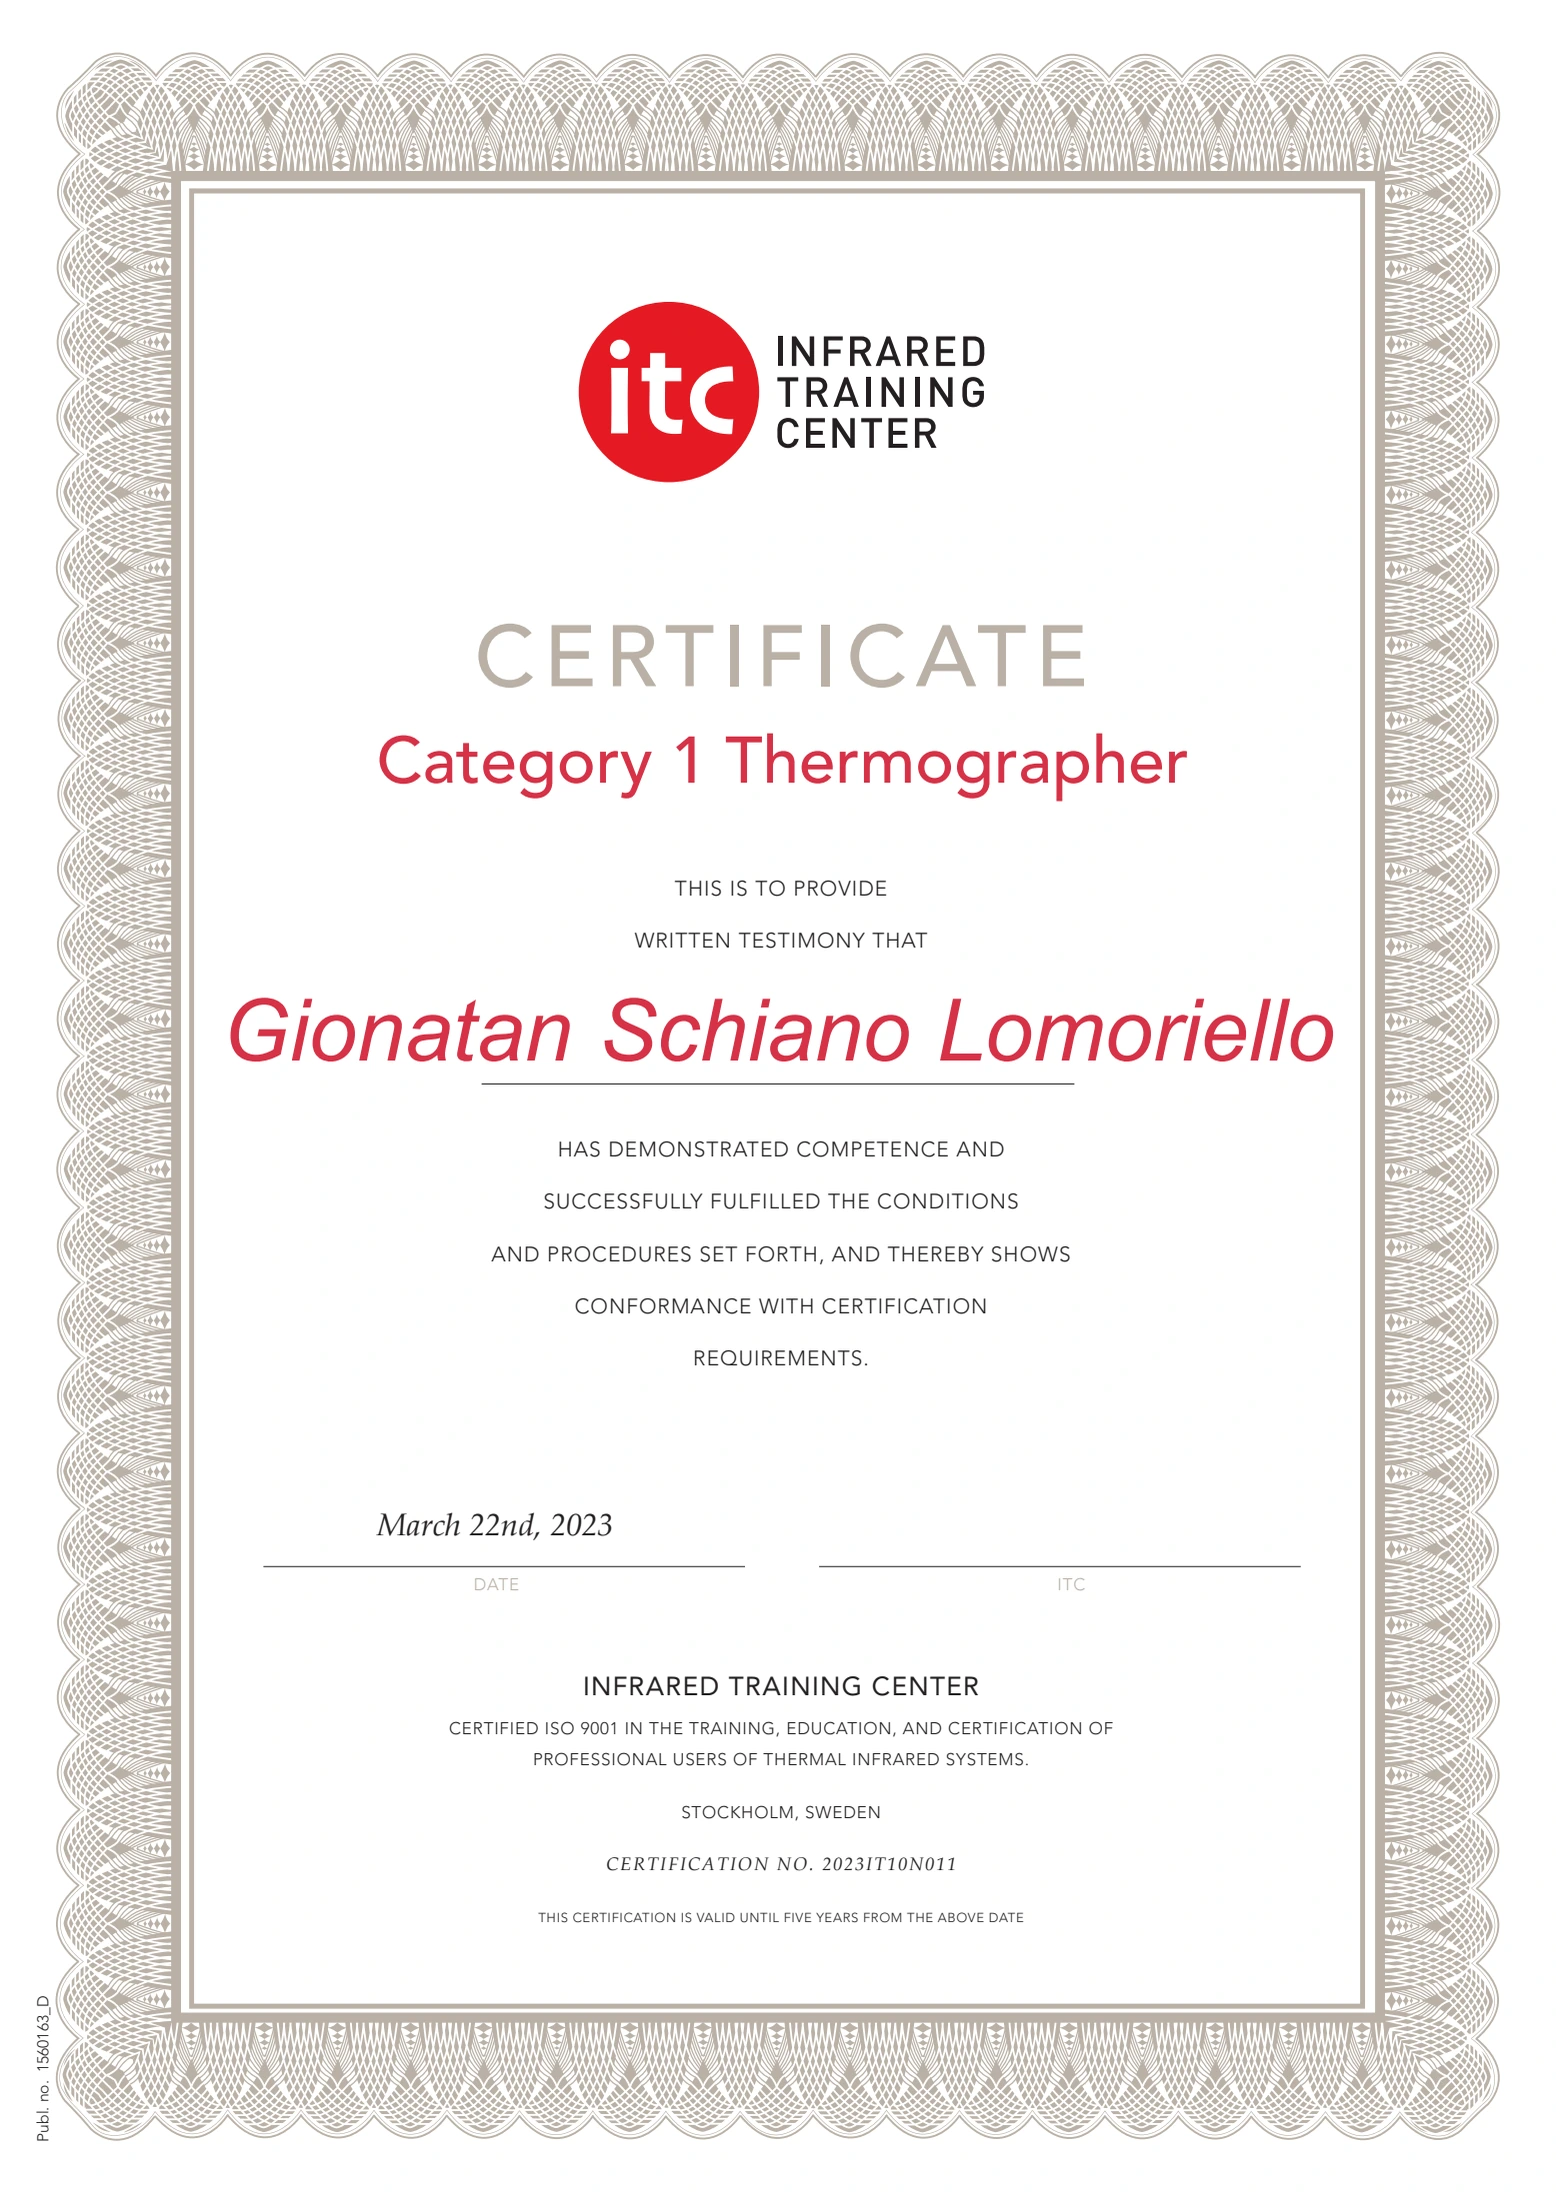 itc
INFRARED
TRAINING
CENTER
CERTIFICATE
Category 1 Thermographer
THIS IS TO PROVIDE
WRITTEN TESTIMONY THAT
Gionatan Schiano Lomoriello
HAS DEMONSTRATED COMPETENCE AND
SUCCESSFULLY FULFILLED THE CONDITIONS
AND PROCEDURES SET FORTH, AND THEREBY SHOWS
CONFORMANCE WITH CERTIFICATION
REQUIREMENTS.
March 22nd, 2023
DATE
ITC
INFRARED TRAINING CENTER
CERTIFIED ISO 9001 IN THE TRAINING, EDUCATION, AND CERTIFICATION OF
PROFESSIONAL USERS OF THERMAL INFRARED SYSTEMS.
STOCKHOLM, SWEDEN
CERTIFICATION NO. 2023IT10N011
THIS CERTIFICATION IS VALID UNTIL FIVE YEARS FROM THE ABOVE DATE
Publ. no. 1560163_D